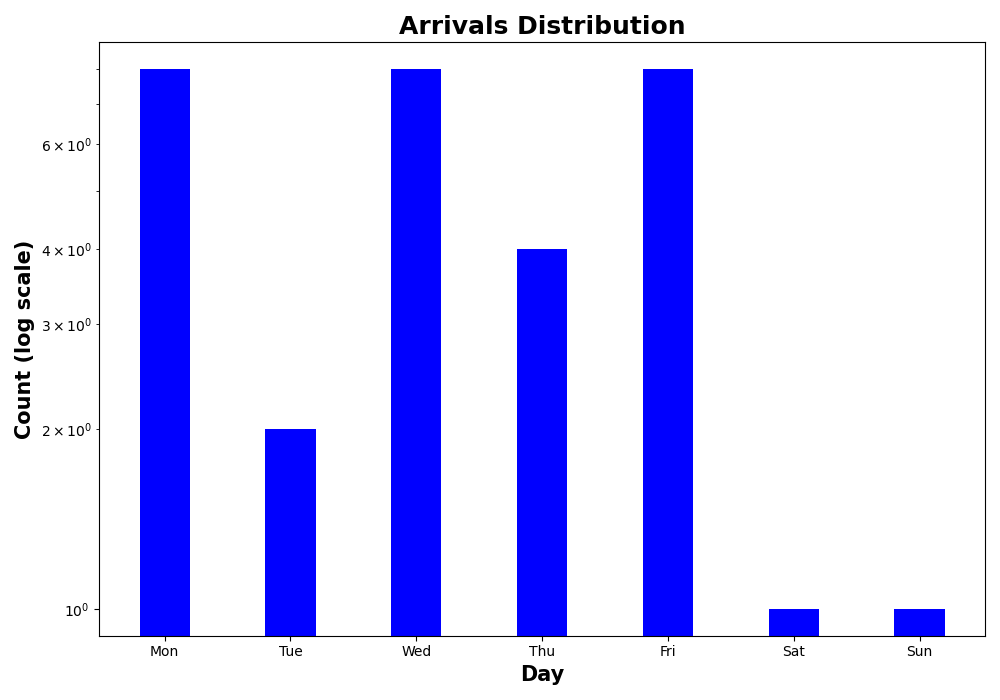 Arrivals Distribution
Count (log scale)
6 × 10⁰
4 × 10⁰
3 × 10⁰
2 × 10⁰
10⁰
Mon Tue Wed Thu Fri Sat Sun
Day